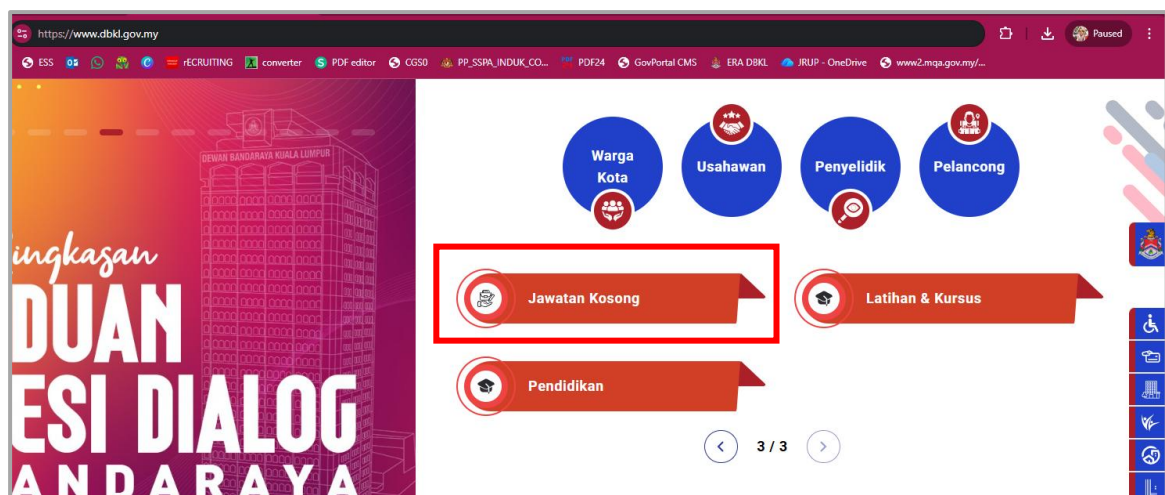 https://www.dbkl.gov.my
Paused
ESS
rECRUITING
converter
PDF editor
CGS0
PP_SSPA_INDUK_CO...
PDF24
GovPortal CMS
ERA DBKL
JRUP - OneDrive
www2.mqa.gov.my/...
DEWAN BANDARAYA KUALA LUMPUR
ingkasan
DUAN
ESI DIALOG
ANDARAYA
Warga
Kota
Usahawan
Penyelidik
Pelancong
Jawatan Kosong
Latihan & Kursus
Pendidikan
3 / 3